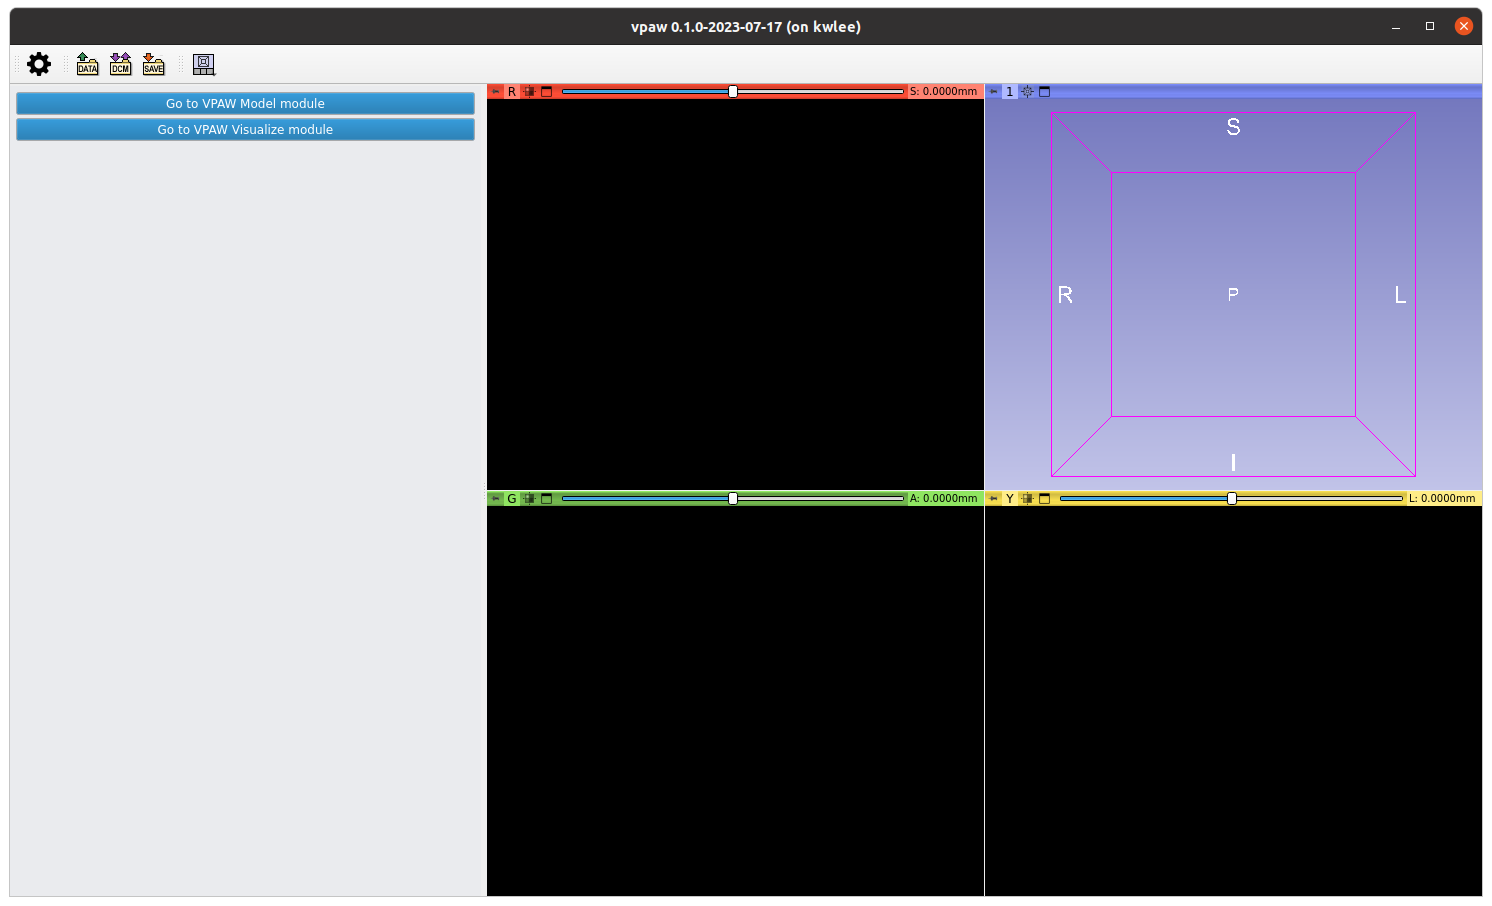 vpaw 0.1.0-2023-07-17 (on kwlee)
DATA DCM SAVE
Go to VPAW Model module
Go to VPAW Visualize module
R S: 0.0000mm
1
S
R P L
I
G A: 0.0000mm
Y L: 0.0000mm